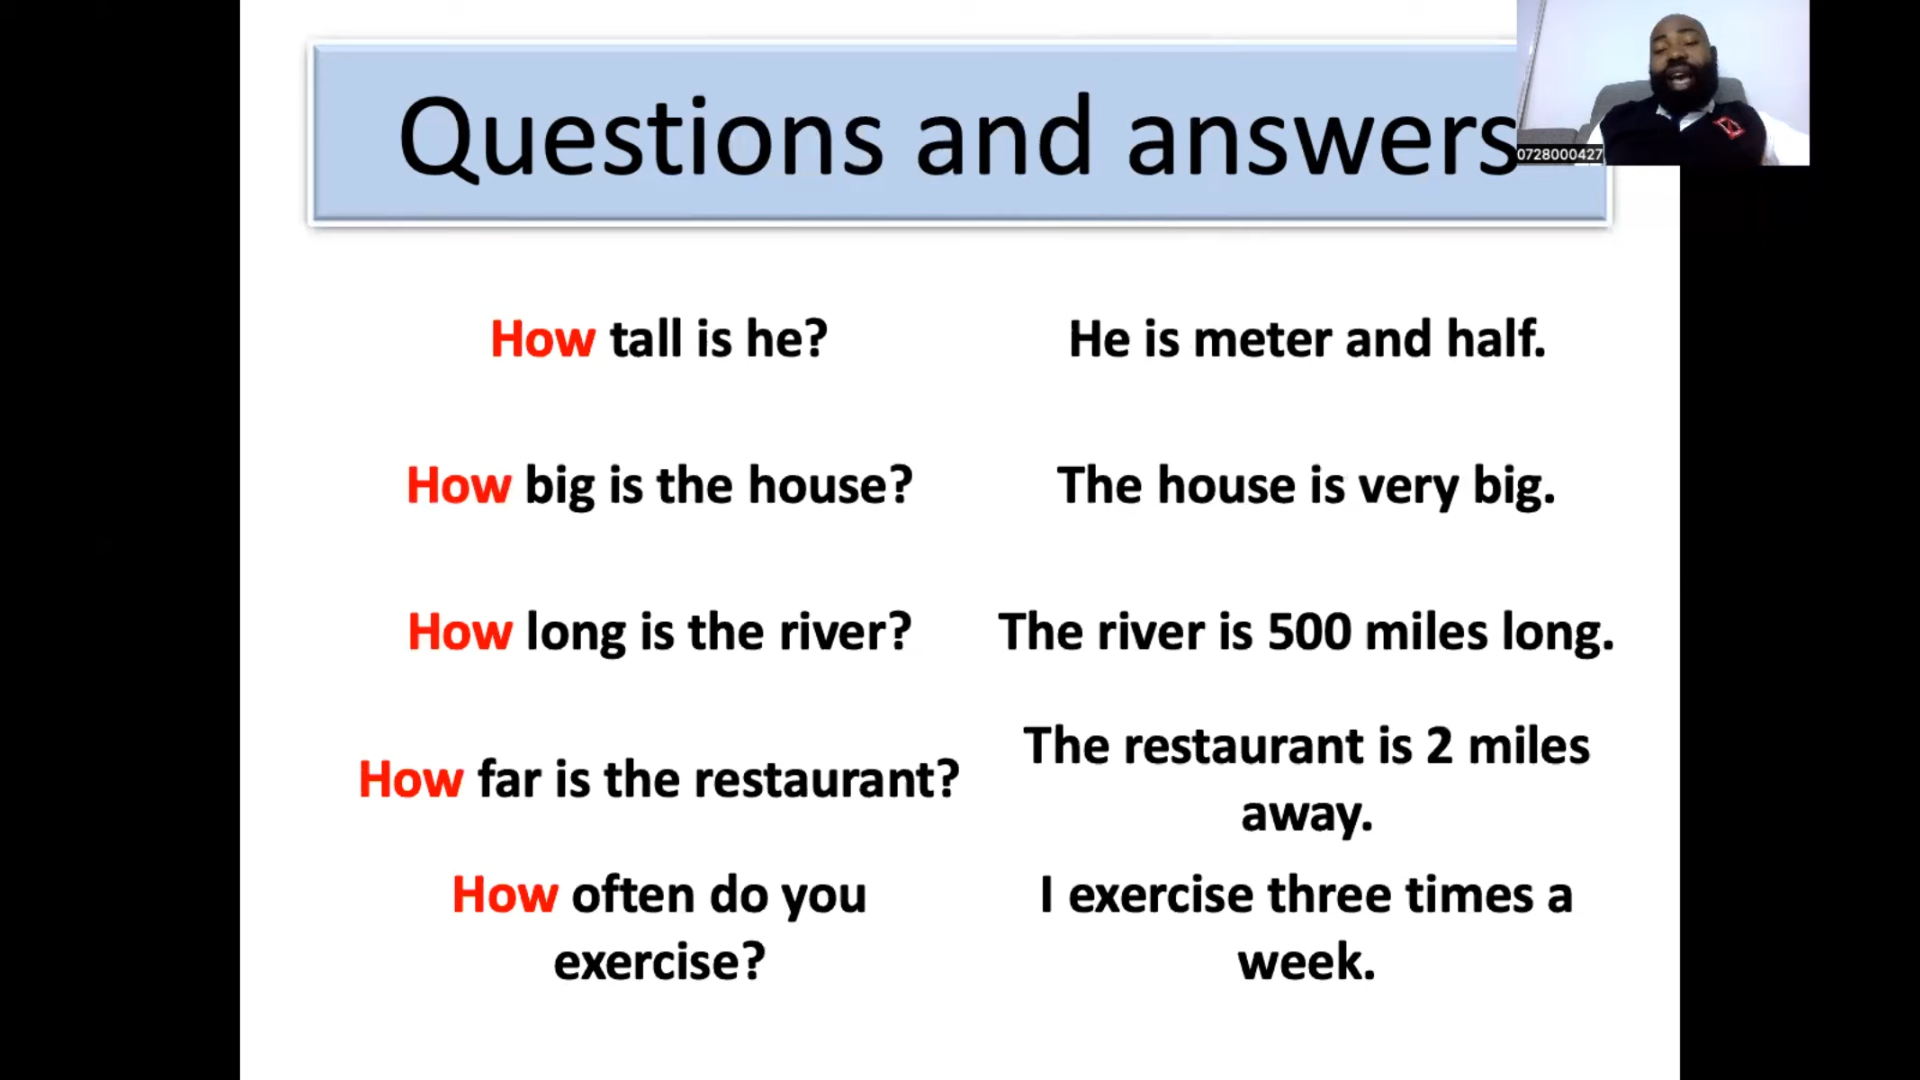 Questions and answers
0728000427
How tall is he?
He is meter and half.
How big is the house?
The house is very big.
How long is the river?
The river is 500 miles long.
How far is the restaurant?
The restaurant is 2 miles
away.
How often do you
exercise?
I exercise three times a
week.